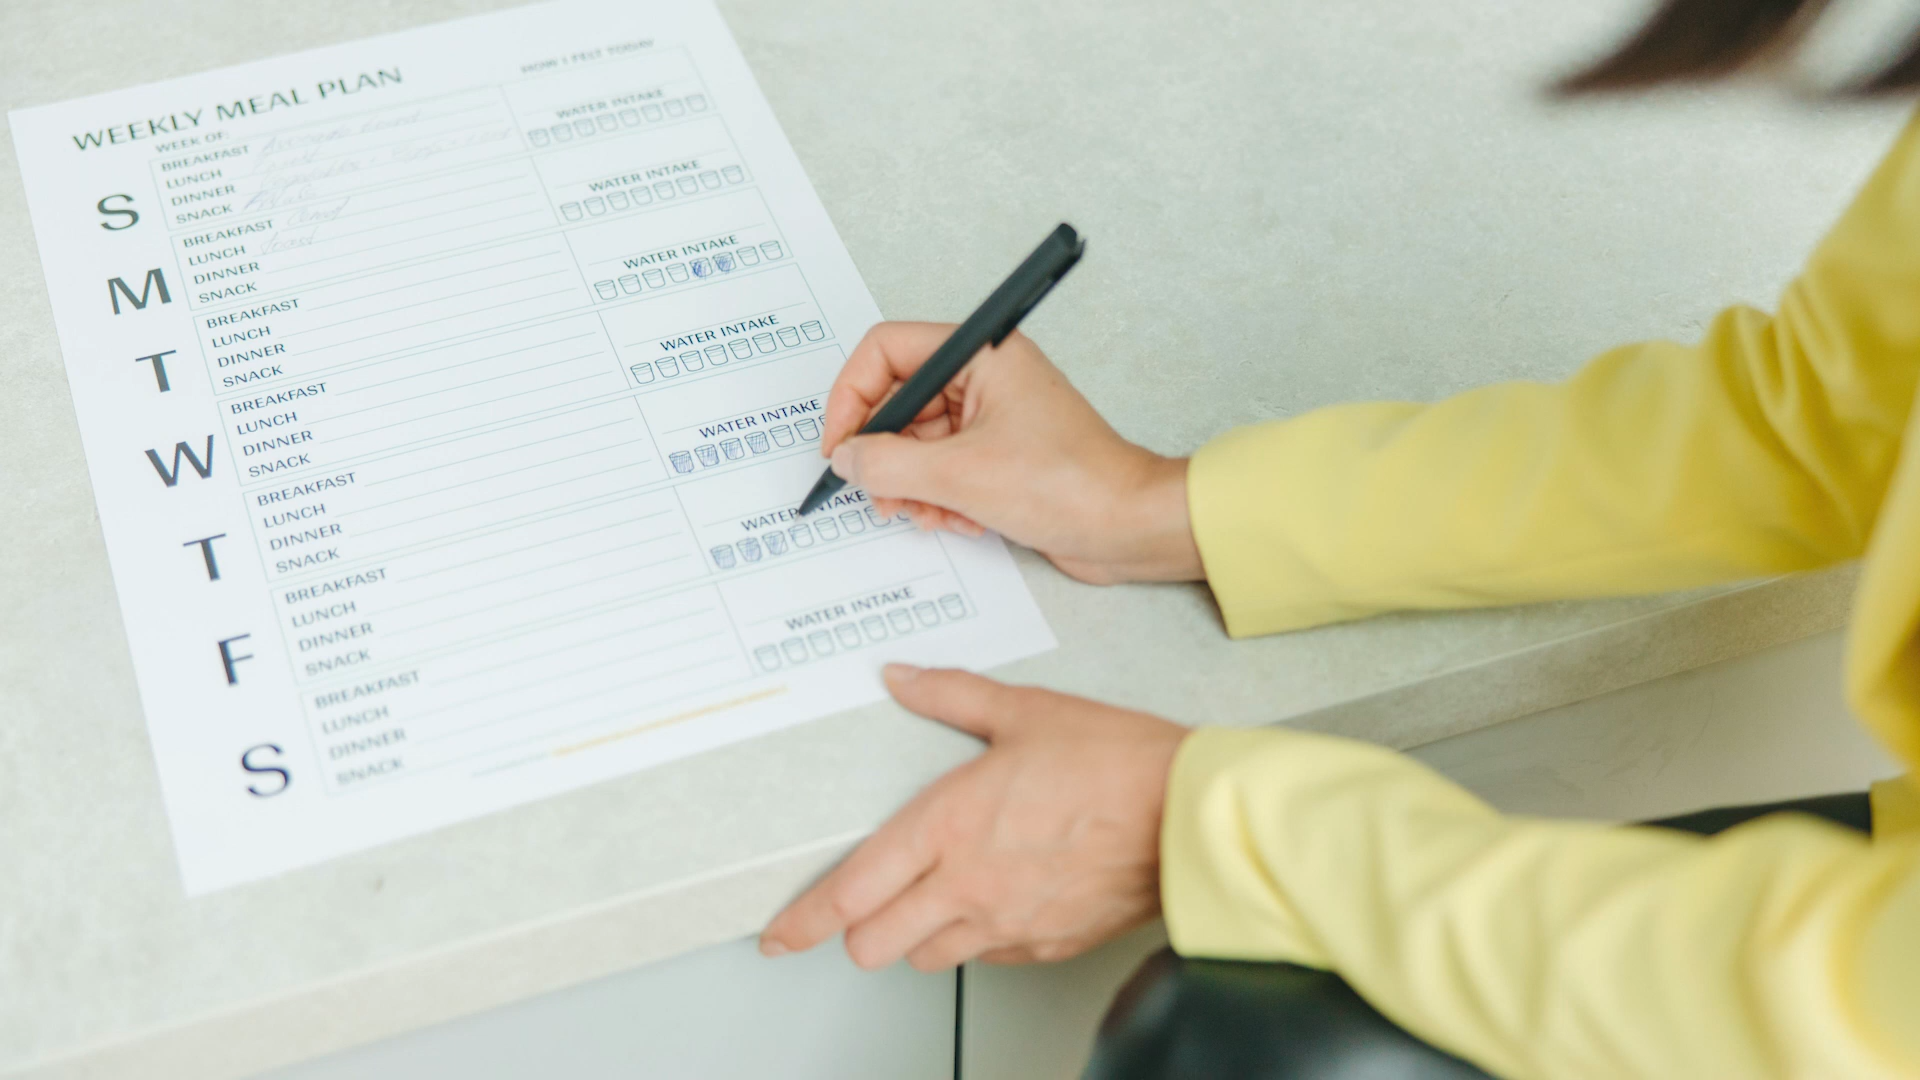 WEEKLY MEAL PLAN
HOW I FELT TODAY
WEEK OF:
S
BREAKFAST
LUNCH
DINNER
SNACK
WATER INTAKE
M
BREAKFAST
LUNCH
DINNER
SNACK
WATER INTAKE
T
BREAKFAST
LUNCH
DINNER
SNACK
WATER INTAKE
W
BREAKFAST
LUNCH
DINNER
SNACK
WATER INTAKE
T
BREAKFAST
LUNCH
DINNER
SNACK
WATER INTAKE
F
BREAKFAST
LUNCH
DINNER
SNACK
WATER INTAKE
S
BREAKFAST
LUNCH
DINNER
SNACK
WATER INTAKE